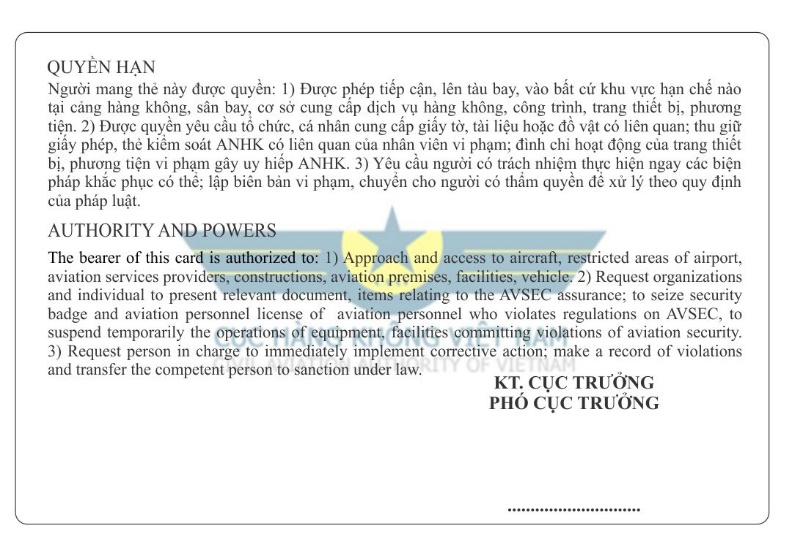 QUYỀN HẠN
Người mang thẻ này được quyền: 1) Được phép tiếp cận, lên tàu bay, vào bất cứ khu vực hạn chế nào
tại cảng hàng không, sân bay, cơ sở cung cấp dịch vụ hàng không, công trình, trang thiết bị, phương
tiện. 2) Được quyền yêu cầu tổ chức, cá nhân cung cấp giấy tờ, tài liệu hoặc đồ vật có liên quan; thu giữ
giấy phép, thẻ kiểm soát ANHK có liên quan của nhân viên vi phạm; đình chỉ hoạt động của trang thiết
bị, phương tiện vi phạm gây uy hiếp ANHK. 3) Yêu cầu người có trách nhiệm thực hiện ngay các biện
pháp khắc phục có thể; lập biên bản vi phạm, chuyển cho người có thẩm quyền để xử lý theo quy định
của pháp luật.
AUTHORITY AND POWERS
The bearer of this card is authorized to: 1) Approach and access to aircraft, restricted areas of airport,
aviation services providers, constructions, aviation premises, facilities, vehicle. 2) Request organizations
and individual to present relevant document, items relating to the AVSEC assurance; to seize security
badge and aviation personnel license of aviation personnel who violates regulations on AVSEC, to
suspend temporarily the operations of equipment, facilities committing violations of aviation security.
CỤC HÀNG KHÔNG VIỆT NAM
3) Request person in charge to immediately implement corrective action; make a record of violations
and transfer the competent person to sanction under law.
CIVIL AVIATION AUTHORITY OF VIETNAM
KT. CỤC TRƯỞNG
PHÓ CỤC TRƯỞNG
................................